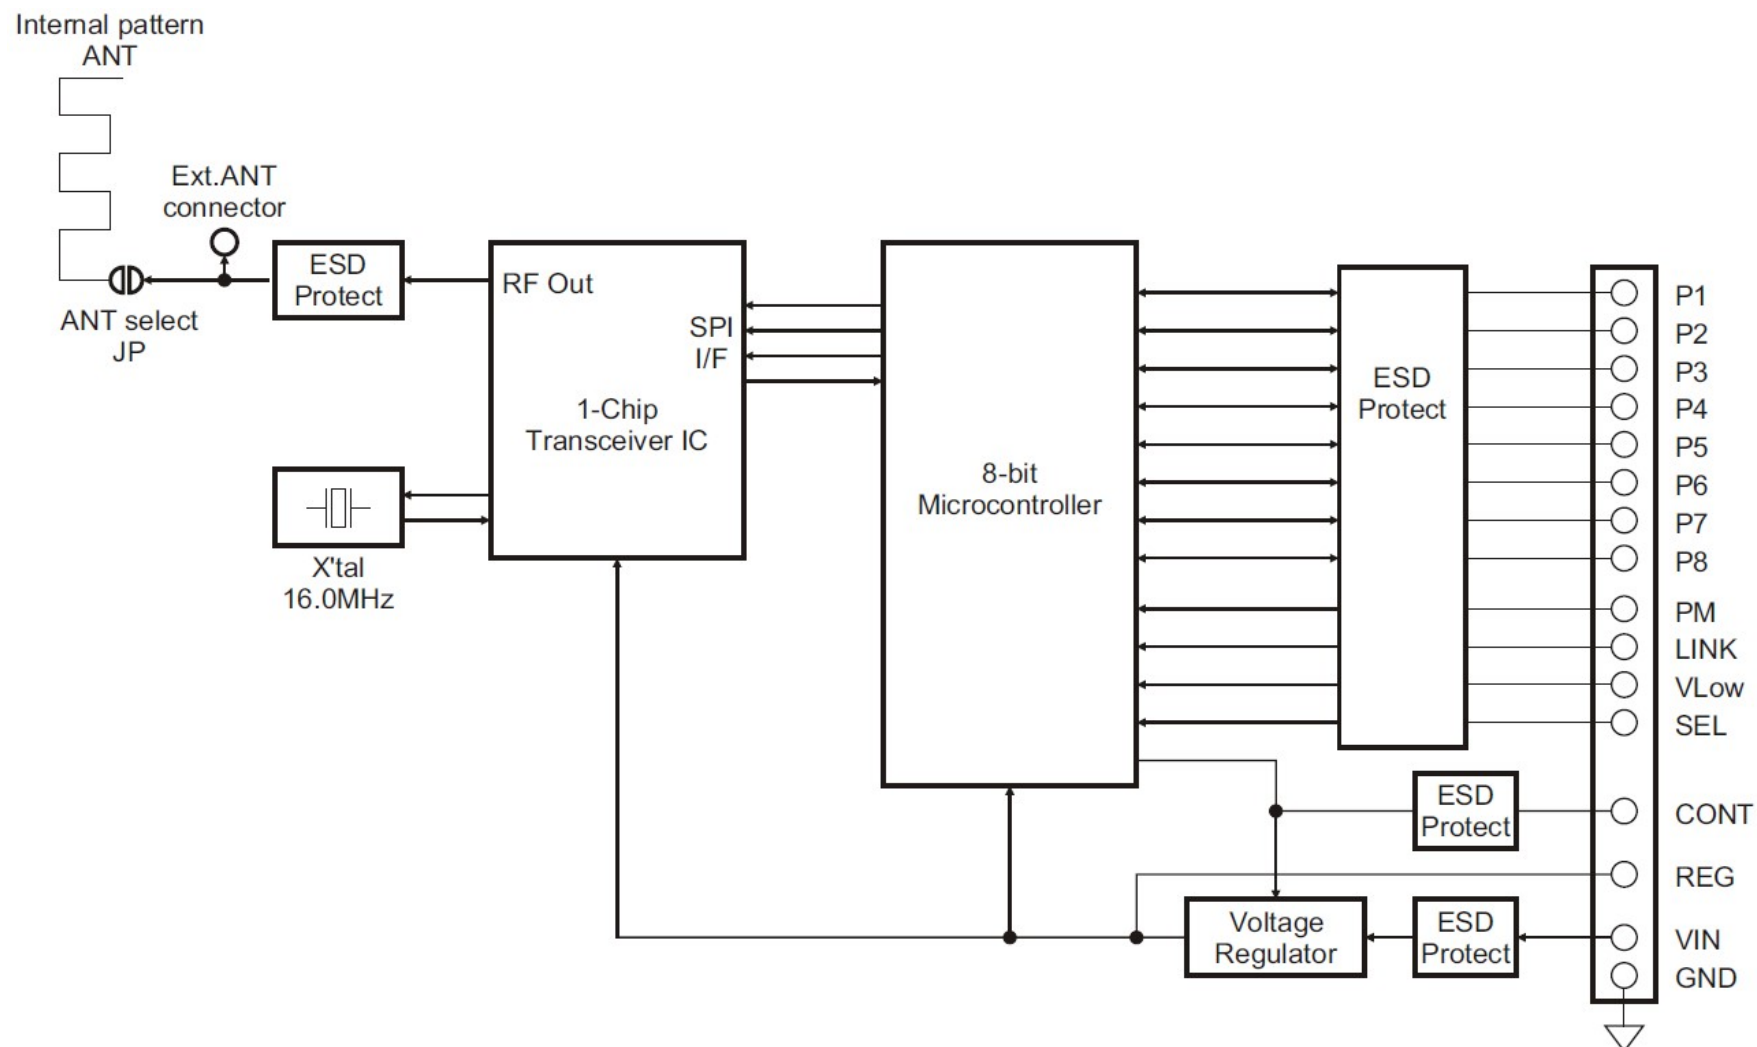 Internal pattern
ANT
Ext.ANT
connector
ANT select
JP
ESD
Protect
RF Out
SPI
I/F
1-Chip
Transceiver IC
X'tal
16.0MHz
8-bit
Microcontroller
ESD
Protect
P1
P2
P3
P4
P5
P6
P7
P8
PM
LINK
VLow
SEL
ESD
Protect
CONT
REG
Voltage
Regulator
ESD
Protect
VIN
GND